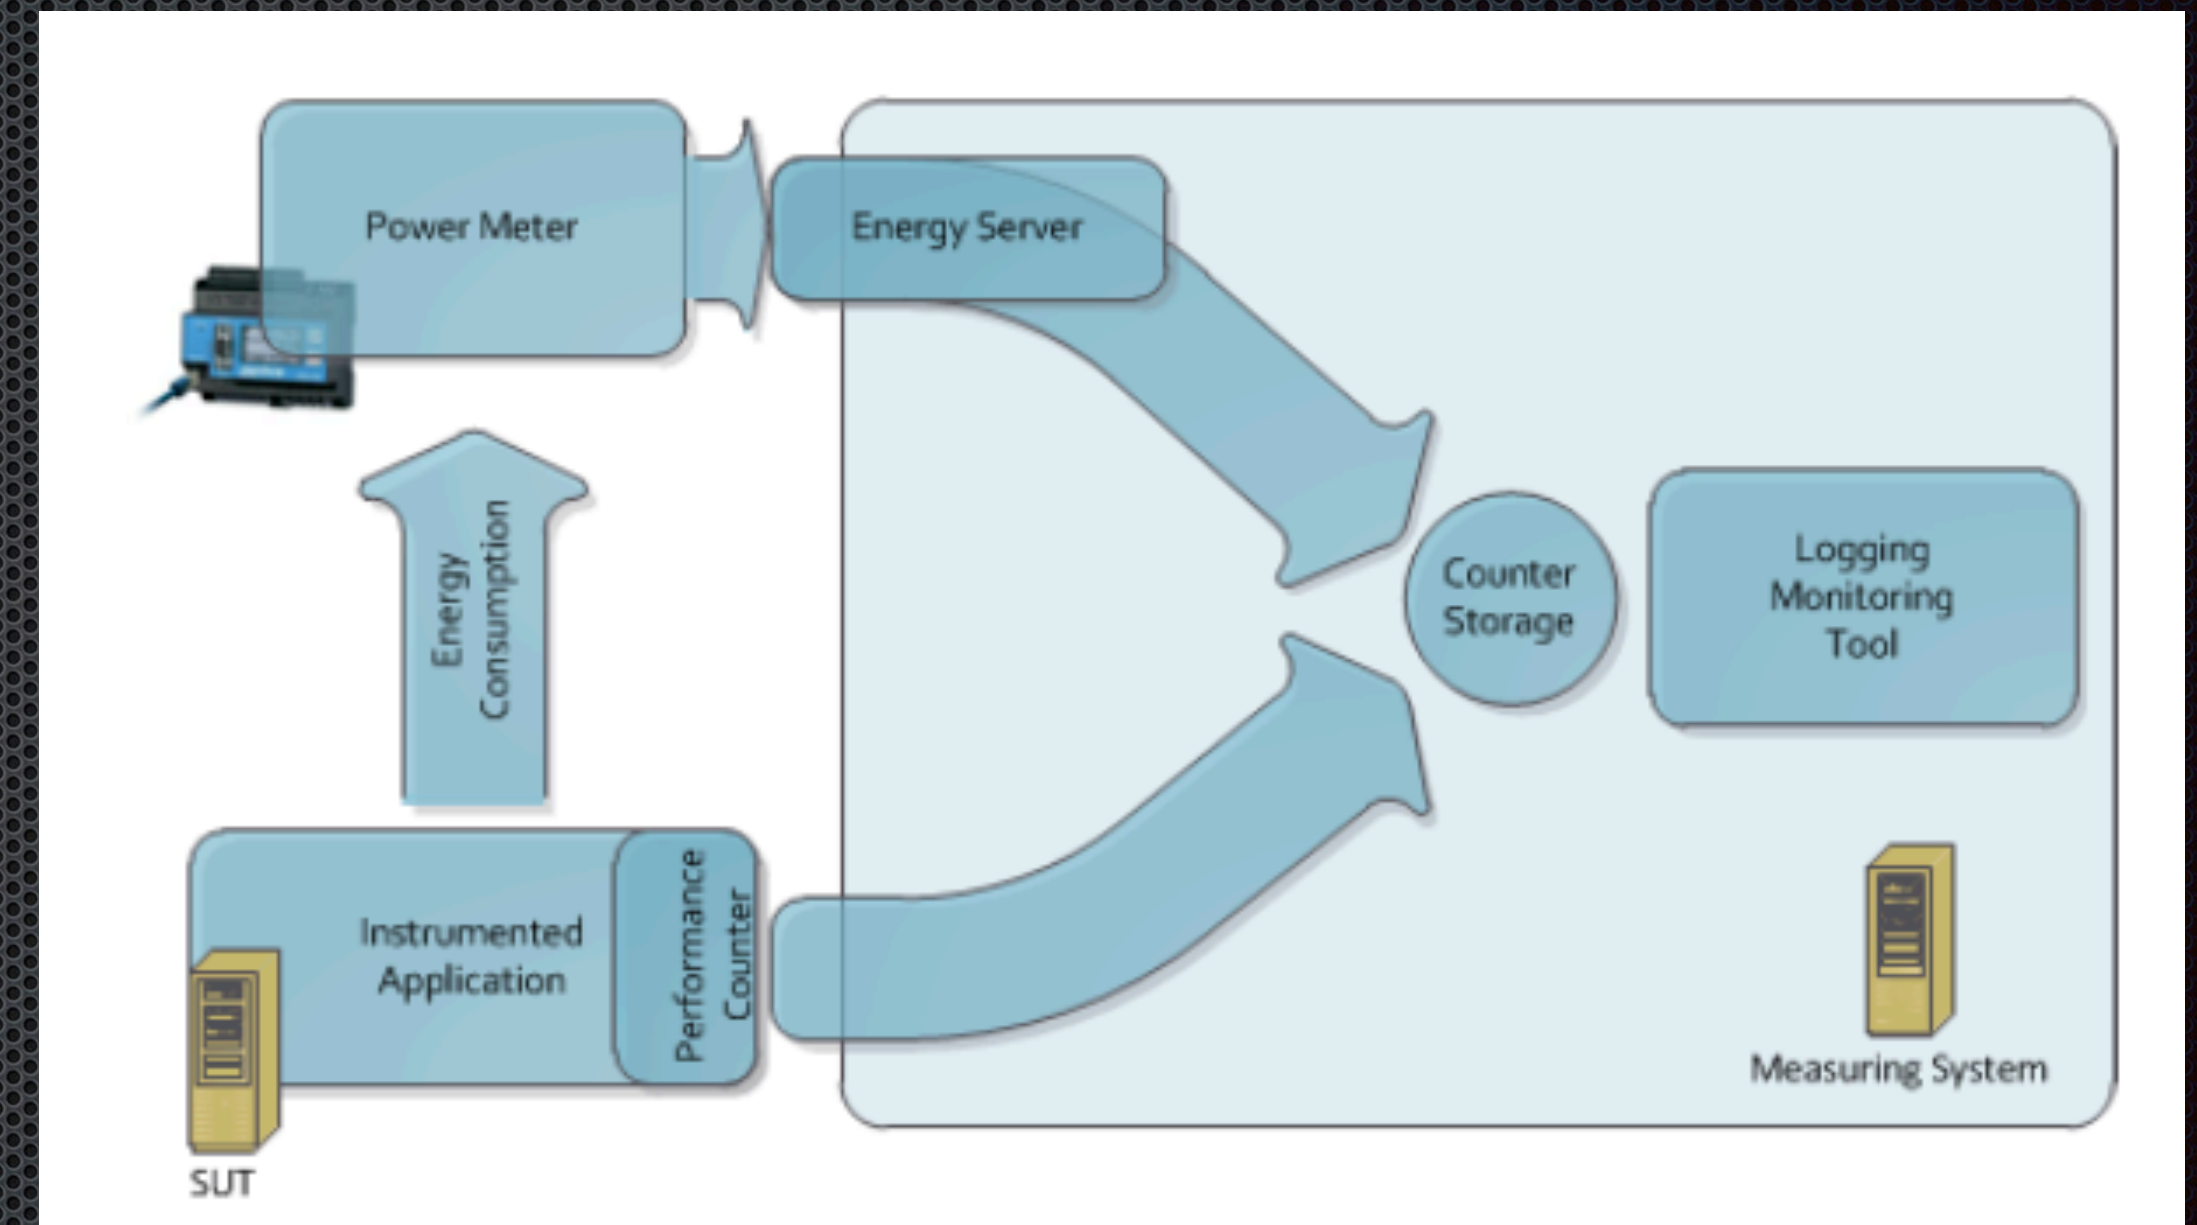 Power Meter
Energy Server
Energy
Consumption
Counter
Storage
Logging
Monitoring
Tool
Instrumented
Application
Performance
Counter
Measuring System
SUT